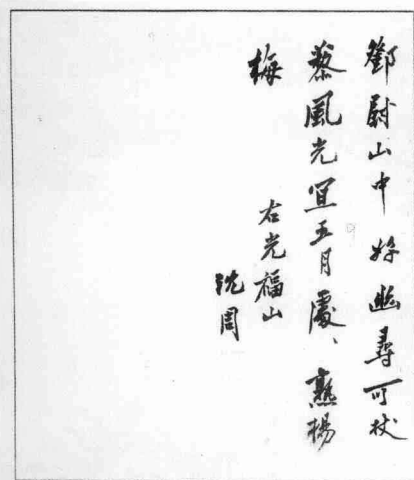 鄧尉山中好幽尋可杖
藜風光宜五月處、熟楊
梅
右光福山
沈周